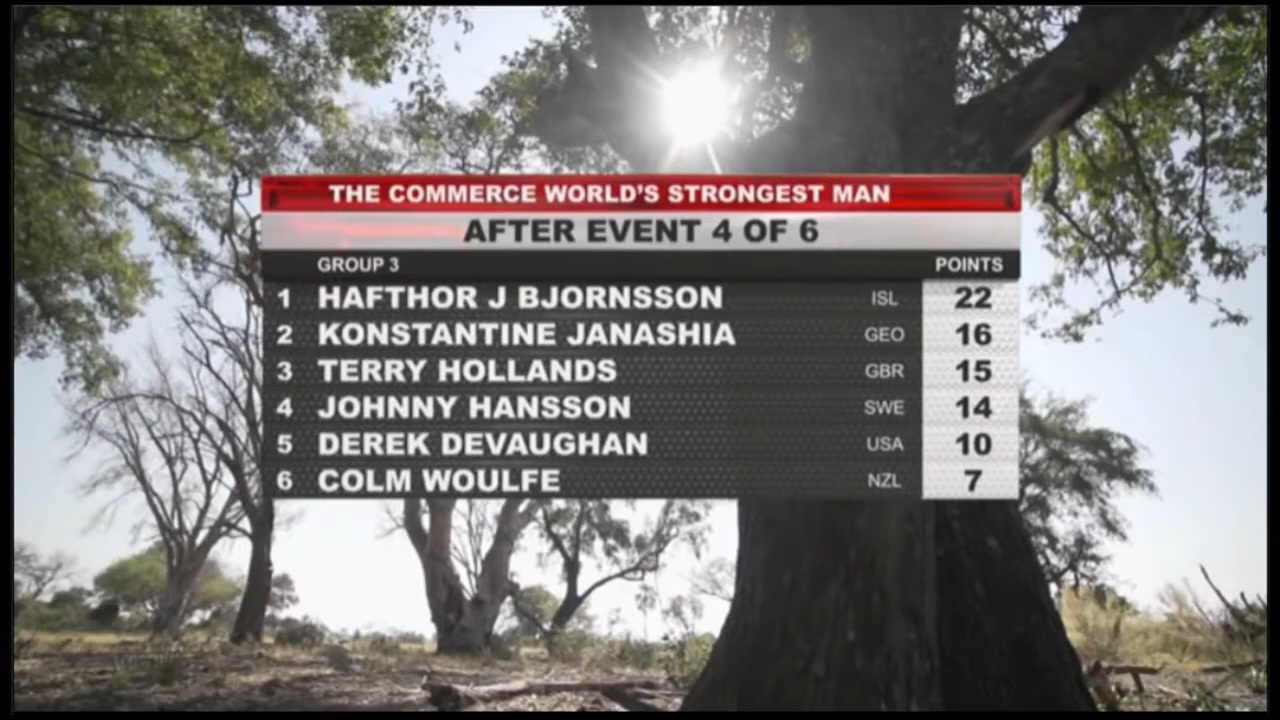 THE COMMERCE WORLD'S STRONGEST MAN
AFTER EVENT 4 OF 6
GROUP 3 POINTS
1 HAFTHOR J BJORNSSON ISL 22
2 KONSTANTINE JANASHIA GEO 16
3 TERRY HOLLANDS GBR 15
4 JOHNNY HANSSON SWE 14
5 DEREK DEVAUGHAN USA 10
6 COLM WOULFE NZL 7